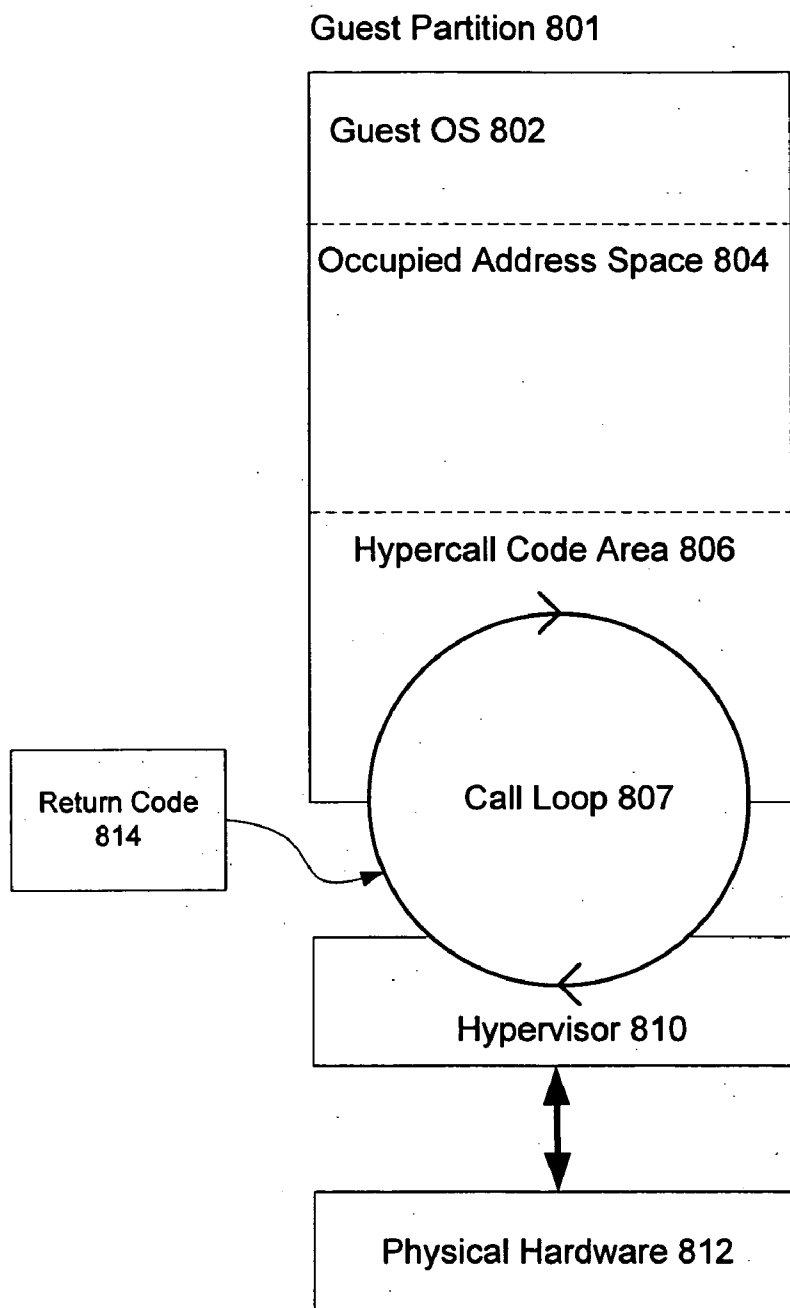 Guest Partition 801
Guest OS 802
Occupied Address Space 804
Hypercall Code Area 806
Call Loop 807
Return Code
814
Hypervisor 810
Physical Hardware 812